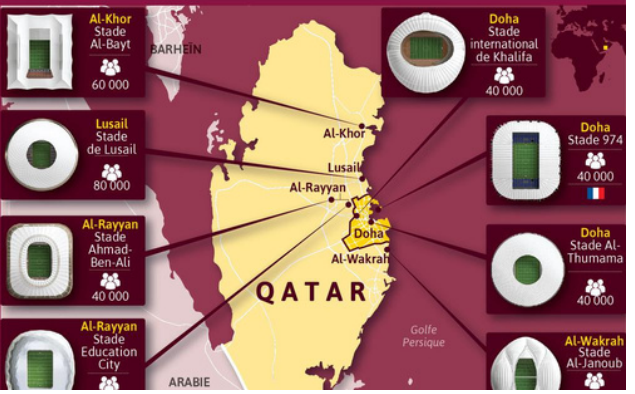 Al-Khor
Stade
Al-Bayt
60 000
Lusail
Stade
de Lusail
80 000
Al-Rayyan
Stade
Ahmad-
Ben-Ali
40 000
Al-Rayyan
Stade
Education
City
BARHEÏN
Al-Khor
Lusail
Al-Rayyan
Doha
Al-Wakrah
QATAR
Golfe
Persique
ARABIE
Doha
Stade
international
de Khalifa
40 000
Doha
Stade 974
40 000
Doha
Stade Al-
Thumama
40 000
Al-Wakrah
Stade
Al-Janoub